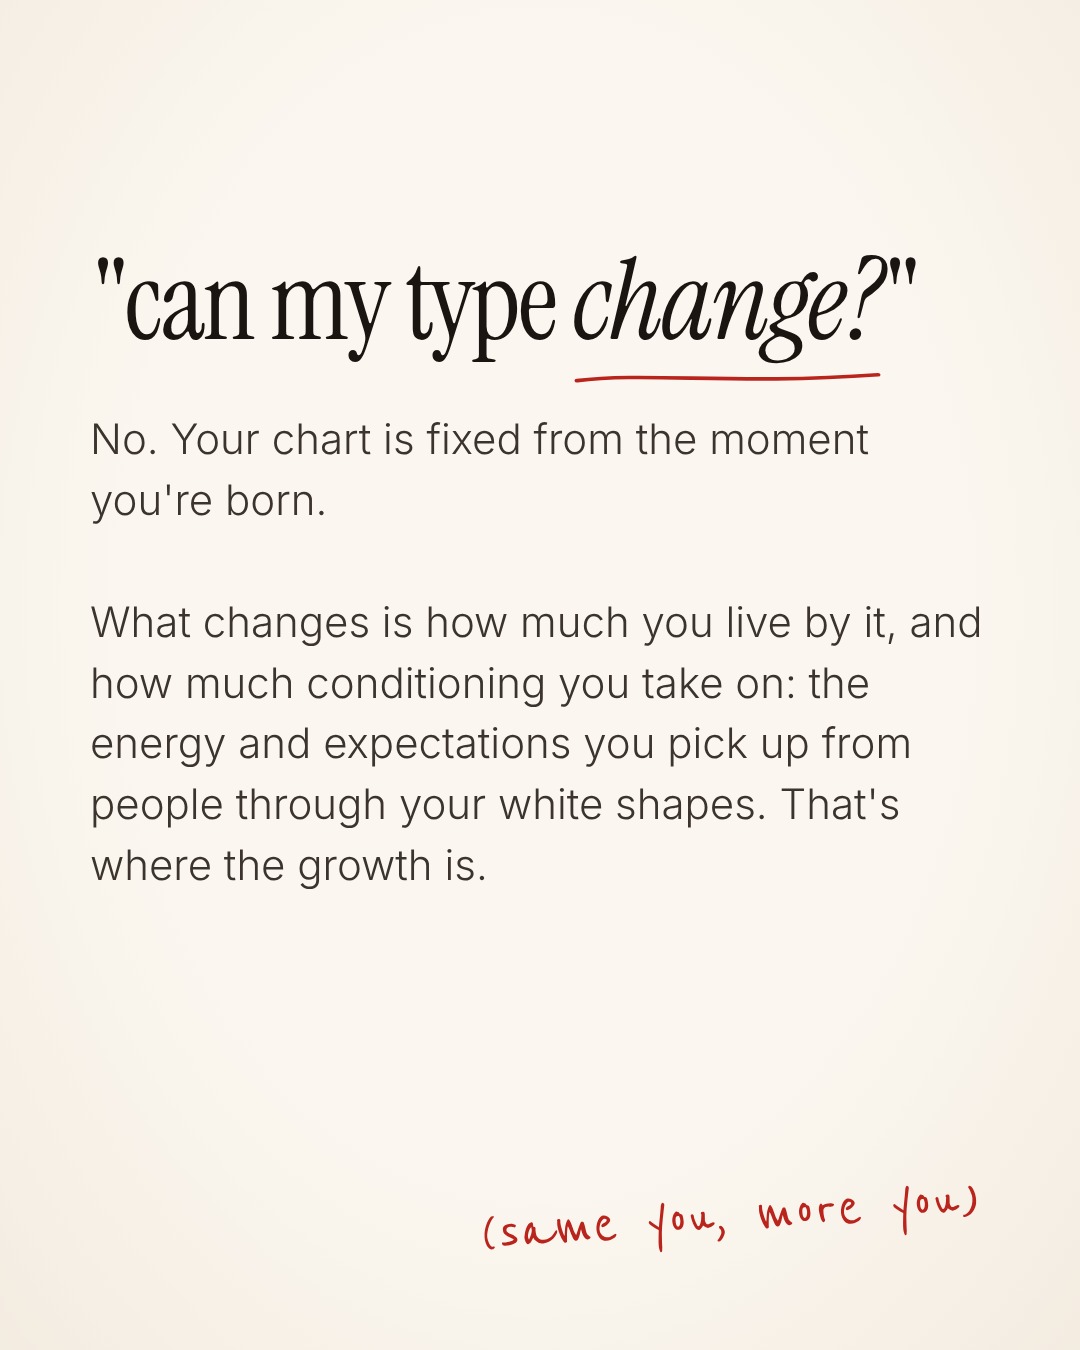 "can my type change?"
No. Your chart is fixed from the moment
you're born.
What changes is how much you live by it, and
how much conditioning you take on: the
energy and expectations you pick up from
people through your white shapes. That's
where the growth is.
(same you, more you)